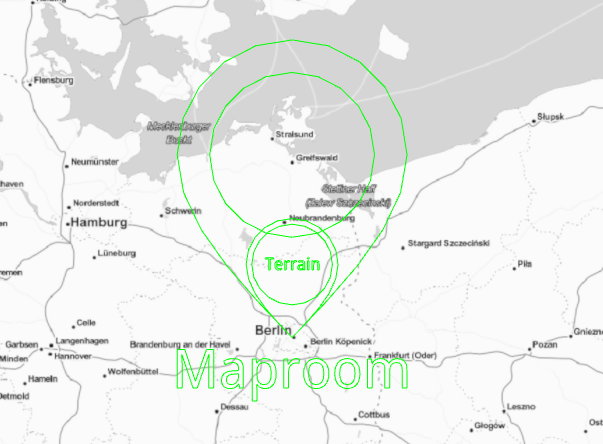 Flensburg
Mecklenburger
Bucht
Stralsund
Greifswald
Słupsk
Neumünster
haven
Stettiner Haff
(Zalew Szczeciński)
Norderstedt
Schwerin
Hamburg
Neubrandenburg
Lüneburg
Stargard Szczeciński
Terrain
Piła
remen
Celle
Berlin
Gniezno
Garbsen
Langenhagen
Brandenburg an der Havel
Berlin Köpenick
Poznan
Minden
Hannover
Frankfurt (Oder)
Maproom
Wolfenbüttel
Hameln
Detmold
Dessau
Cottbus
Leszno
Głogów
Ost